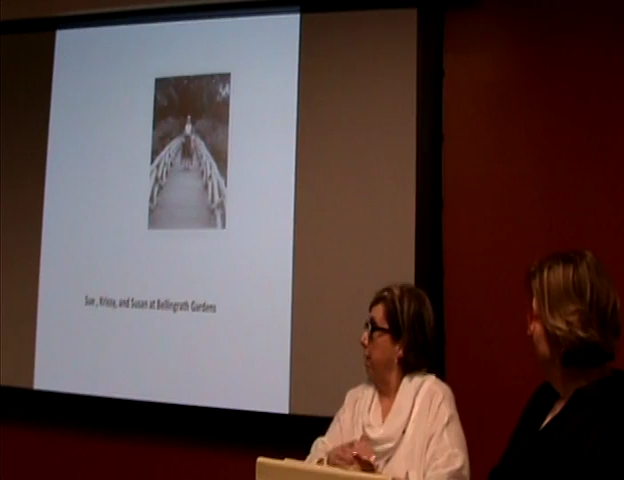 Sue , Krissy, and Susan at Bellingrath Gardens